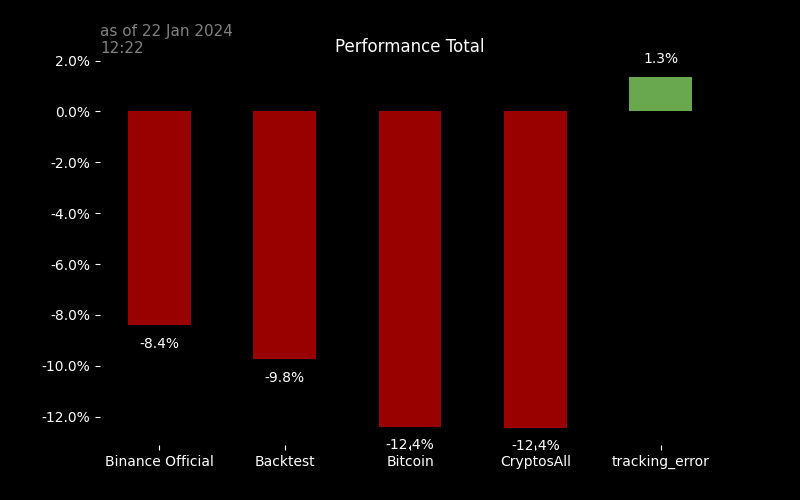 as of 22 Jan 2024
12:22
Performance Total
2.0%
0.0%
-2.0%
-4.0%
-6.0%
-8.0%
-10.0%
-12.0%
1.3%
-8.4%
-9.8%
-12.4%
-12.4%
Binance Official
Backtest
Bitcoin
CryptosAll
tracking_error